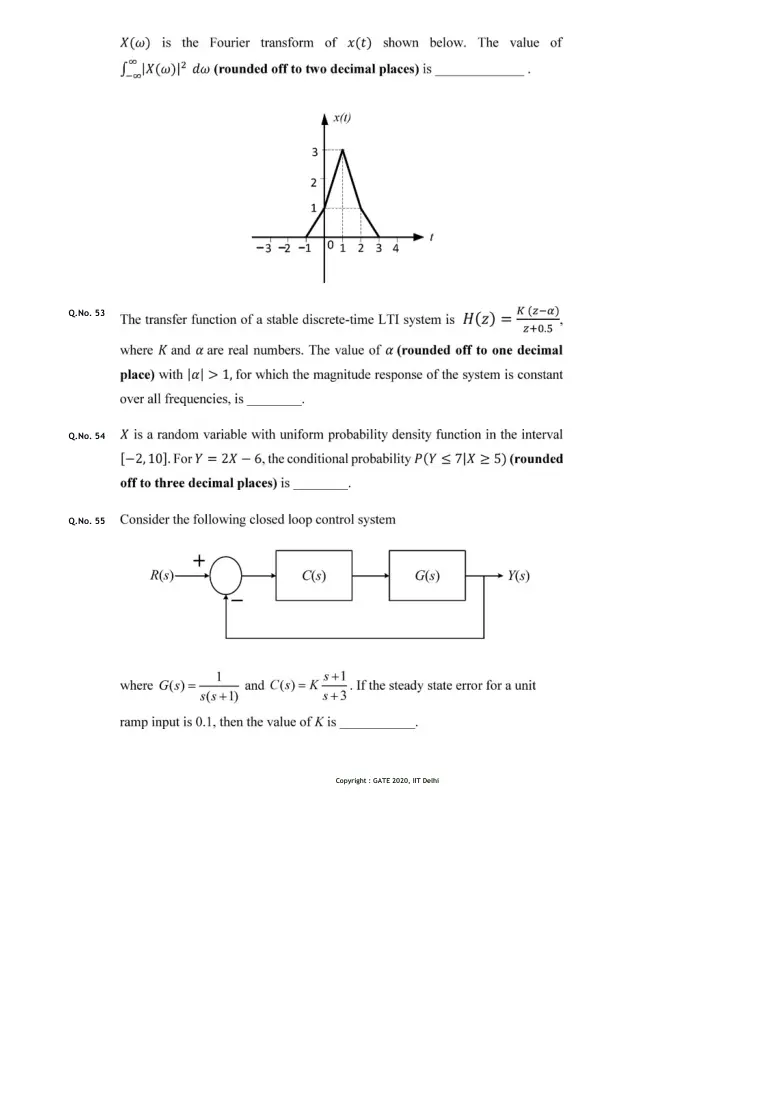 X(ω) is the Fourier transform of x(t) shown below. The value of
∫_{-∞}^{∞}|X(ω)|² dω (rounded off to two decimal places) is _____________ .
x(t)
3
2
1
−3 −2 −1 0 1 2 3 4 t
Q.No. 53 The transfer function of a stable discrete-time LTI system is H(z) = K (z−α) / z+0.5,
where K and α are real numbers. The value of α (rounded off to one decimal
place) with |α| > 1, for which the magnitude response of the system is constant
over all frequencies, is ________.
Q.No. 54 X is a random variable with uniform probability density function in the interval
[−2, 10]. For Y = 2X − 6, the conditional probability P(Y ≤ 7|X ≥ 5) (rounded
off to three decimal places) is ________.
Q.No. 55 Consider the following closed loop control system
R(s) + − C(s) G(s) Y(s)
where G(s) = 1 / s(s+1) and C(s) = K s+1 / s+3 . If the steady state error for a unit
ramp input is 0.1, then the value of K is ___________.
Copyright : GATE 2020, IIT Delhi